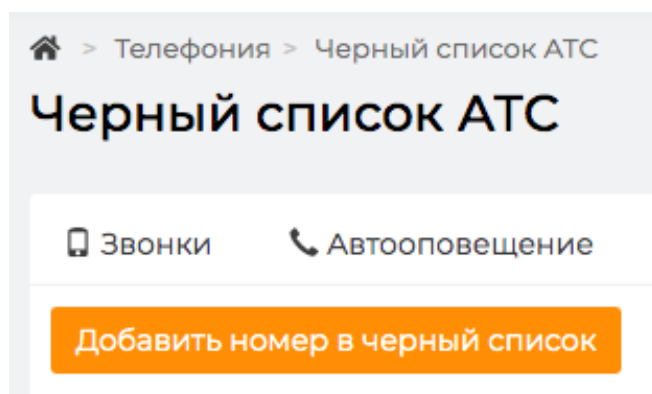 > Телефония > Черный список АТС
Черный список АТС
Звонки Автооповещение
Добавить номер в черный список